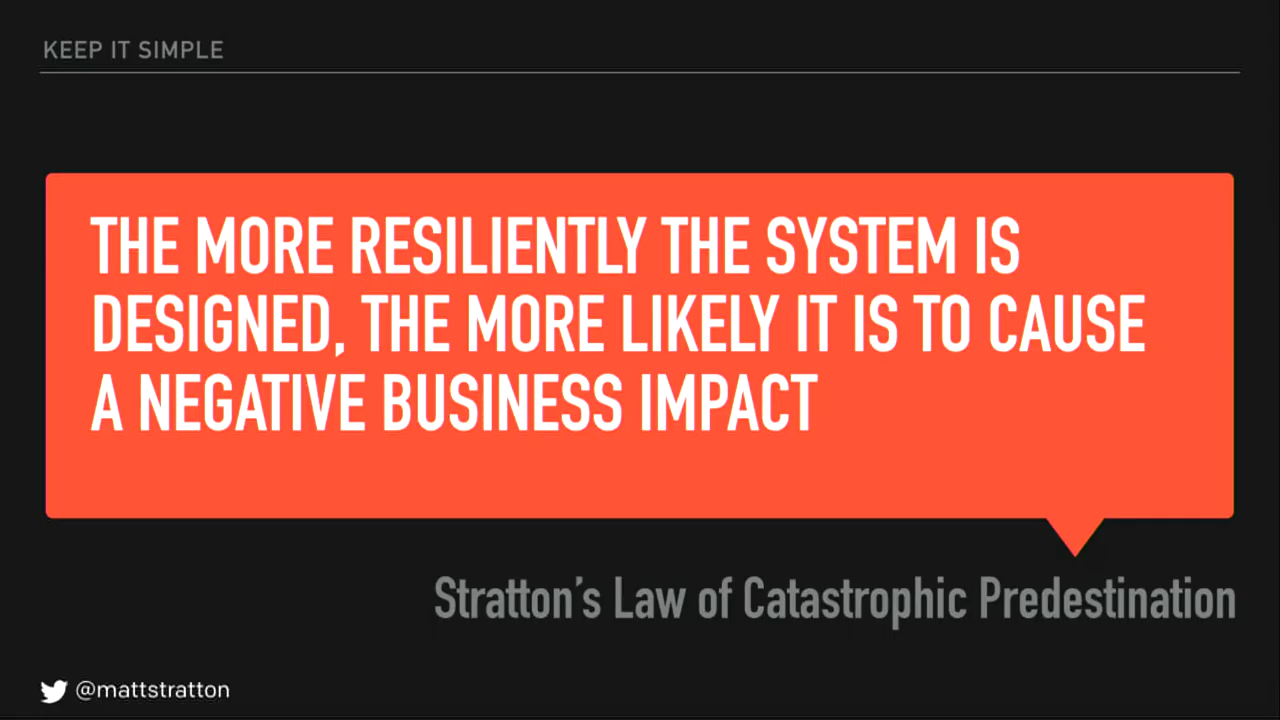 KEEP IT SIMPLE
THE MORE RESILIENTLY THE SYSTEM IS
DESIGNED, THE MORE LIKELY IT IS TO CAUSE
A NEGATIVE BUSINESS IMPACT
Stratton’s Law of Catastrophic Predestination
@mattstratton